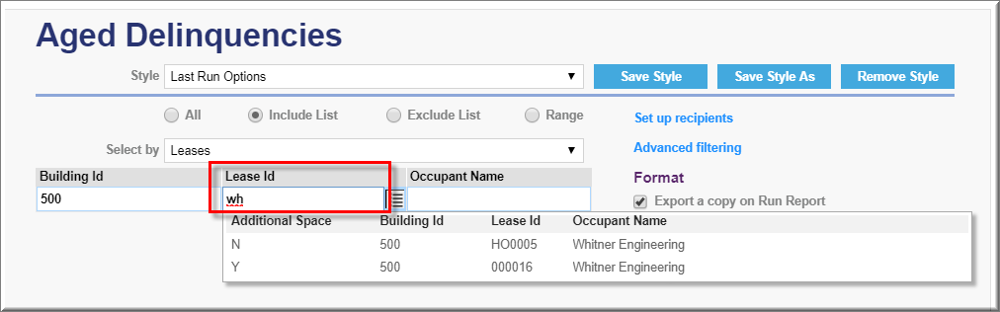 Aged Delinquencies
Style Last Run Options Save Style Save Style As Remove Style
All Include List Exclude List Range Set up recipients
Select by Leases Advanced filtering
Building Id Lease Id Occupant Name Format
500 wh Export a copy on Run Report
Additional Space Building Id Lease Id Occupant Name
N 500 HO0005 Whitner Engineering
Y 500 000016 Whitner Engineering